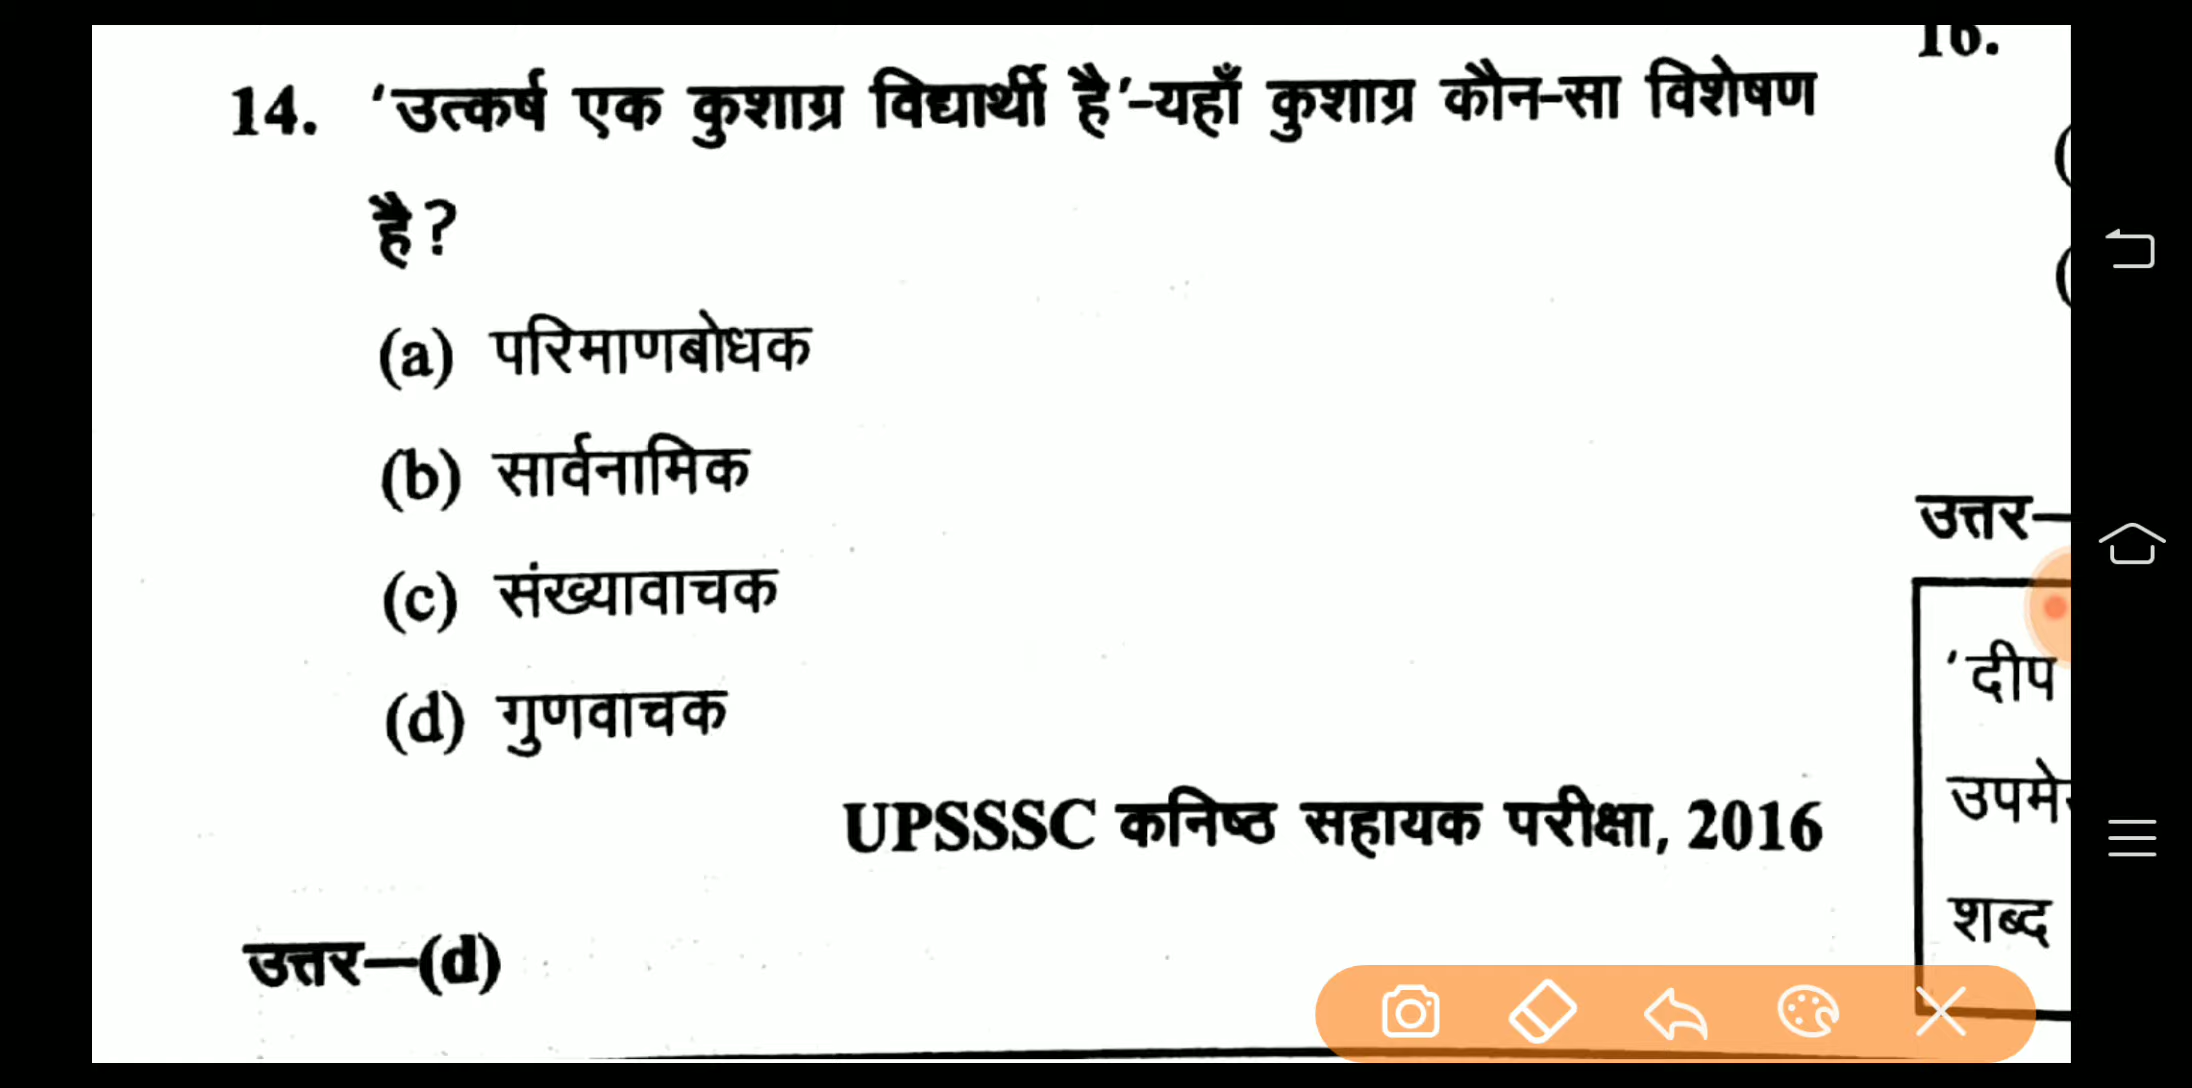 14. ‘उत्कर्ष एक कुशाग्र विद्यार्थी है’-यहाँ कुशाग्र कौन-सा विशेषण
है?
(a) परिमाणबोधक
(b) सार्वनामिक
(c) संख्यावाचक
(d) गुणवाचक
UPSSSC कनिष्ठ सहायक परीक्षा, 2016
उत्तर—(d)
16.
(
(
उत्तर—
‘दीप
उपमे
शब्द